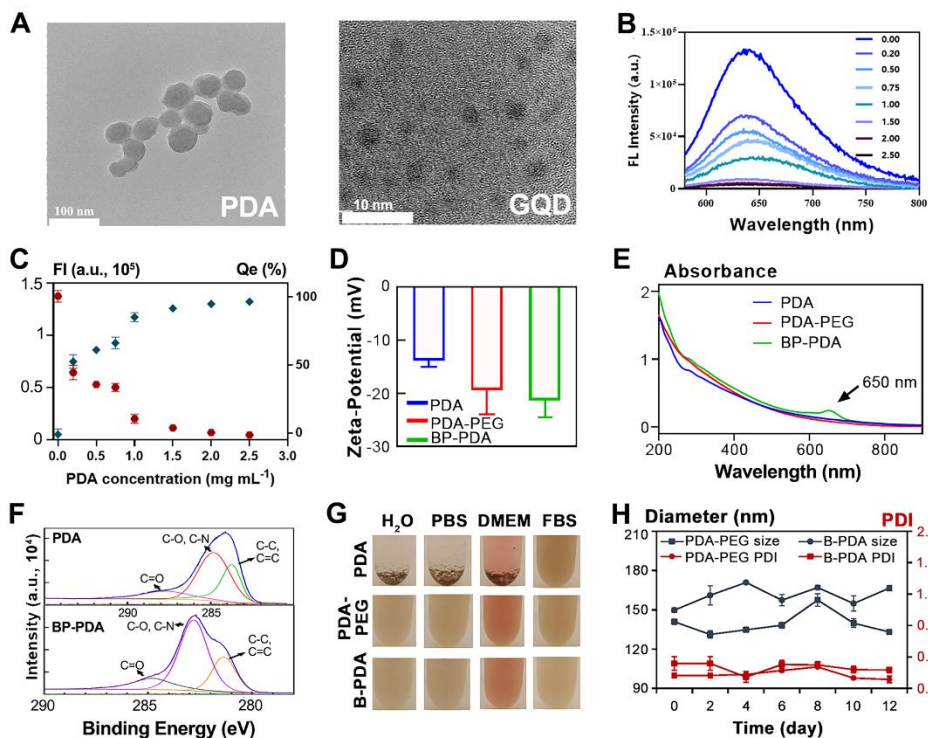 A
100 nm
PDA
10 nm
GQD
B
FL Intensity (a.u.)
1.5×10⁵
1×10⁵
5×10⁴
0
600
650
700
750
800
Wavelength (nm)
0.00
0.20
0.50
0.75
1.00
1.50
2.00
2.50
C
FI (a.u., 10⁵)
Qe (%)
1.5
1
0.5
0
100
50
0
0.0
0.5
1.0
1.5
2.0
2.5
3.0
PDA concentration (mg mL⁻¹)
D
Zeta-Potential (mV)
0
-10
-20
-30
PDA
PDA-PEG
BP-PDA
E
Absorbance
2
1
0
200
400
600
800
Wavelength (nm)
PDA
PDA-PEG
BP-PDA
650 nm
F
Intensity (a.u., 10⁴)
PDA
C=O
C-O, C-N
C-C,
C=C
288
285
BP-PDA
C=O
C-O, C-N
C-C,
C=C
290
288
286
284
282
280
278
Binding Energy (eV)
G
H₂O
PBS
DMEM
FBS
PDA
PDA-PEG
B-PDA
H
Diameter (nm)
PDI
PDA-PEG size
B-PDA size
PDA-PEG PDI
B-PDA PDI
210
180
150
120
90
0
2
4
6
8
10
12
Time (day)